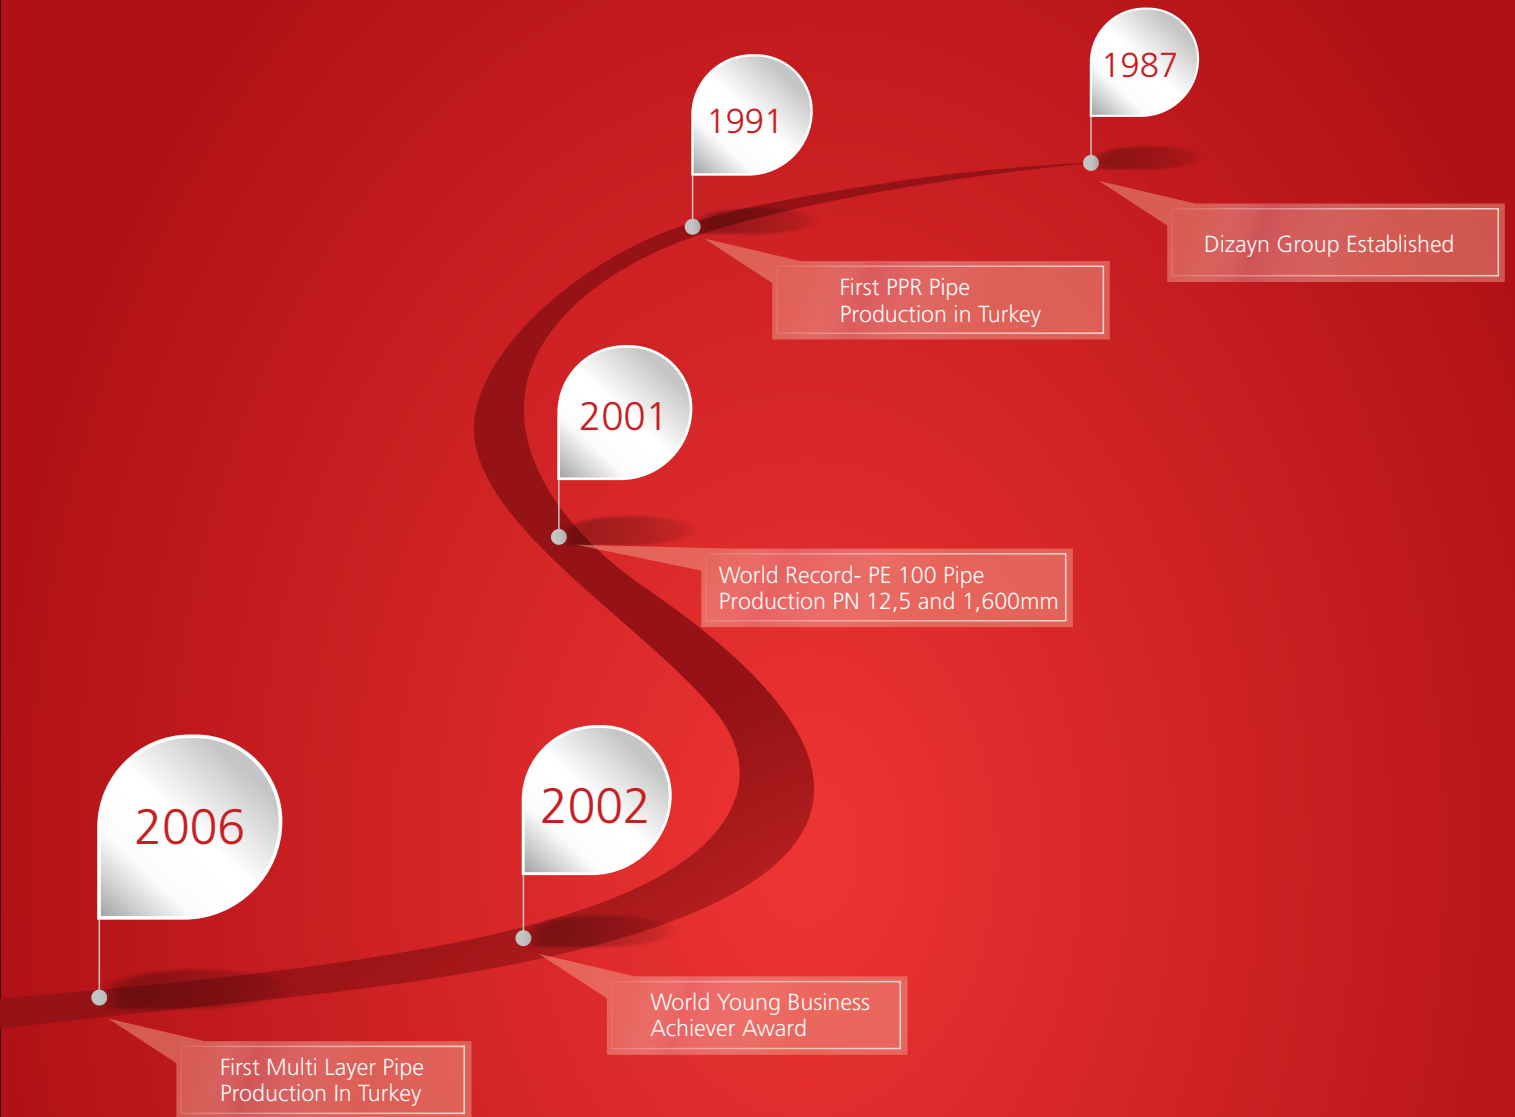 1987
Dizayn Group Established
1991
First PPR Pipe
Production in Turkey
2001
World Record- PE 100 Pipe
Production PN 12,5 and 1,600mm
2002
World Young Business
Achiever Award
2006
First Multi Layer Pipe
Production In Turkey